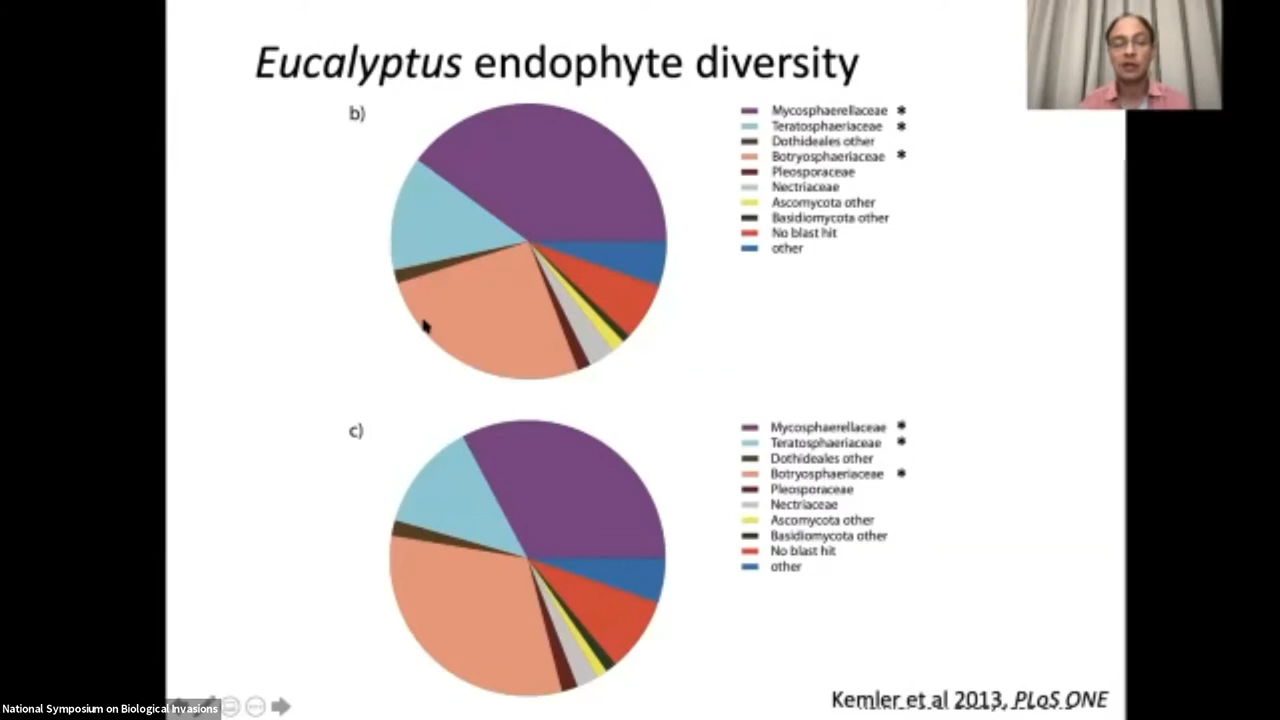 Eucalyptus endophyte diversity
b)
Mycosphaerellaceae *
Teratosphaeriaceae *
Dothideales other
Botryosphaeriaceae *
Pleosporaceae
Nectriaceae
Ascomycota other
Basidiomycota other
No blast hit
other
c)
Mycosphaerellaceae *
Teratosphaeriaceae *
Dothideales other
Botryosphaeriaceae *
Pleosporaceae
Nectriaceae
Ascomycota other
Basidiomycota other
No blast hit
other
Kemler et al 2013, PLoS ONE
National Symposium on Biological Invasions